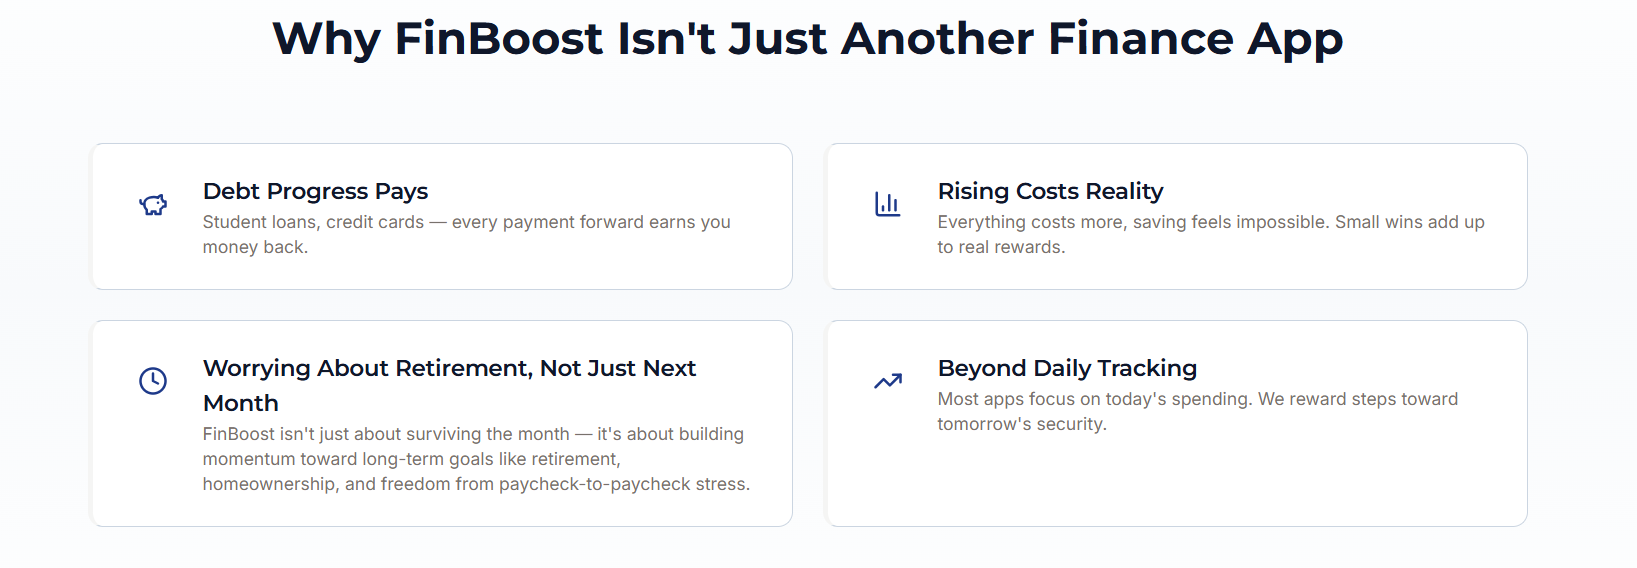 Why FinBoost Isn't Just Another Finance App
Debt Progress Pays
Student loans, credit cards — every payment forward earns you
money back.
Rising Costs Reality
Everything costs more, saving feels impossible. Small wins add up
to real rewards.
Worrying About Retirement, Not Just Next
Month
FinBoost isn't just about surviving the month — it's about building
momentum toward long-term goals like retirement,
homeownership, and freedom from paycheck-to-paycheck stress.
Beyond Daily Tracking
Most apps focus on today's spending. We reward steps toward
tomorrow's security.